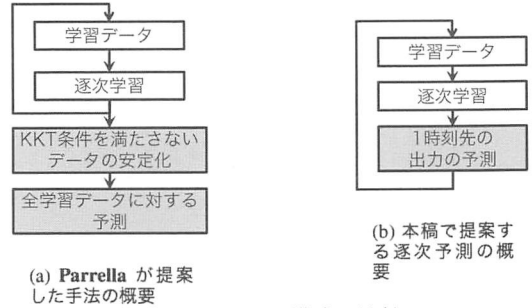 学習データ
逐次学習
KKT条件を満たさない
データの安定化
全学習データに対する
予測
(a) Parrella が提案
した手法の概要
学習データ
逐次学習
1時刻先の
出力の予測
(b) 本稿で提案す
る逐次予測の概
要